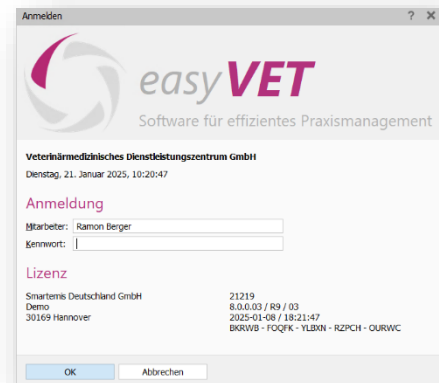 Anmelden
easyVET
Software für effizientes Praxismanagement
Veterinärmedizinisches Dienstleistungszentrum GmbH
Dienstag, 21. Januar 2025, 10:20:47
Anmeldung
Mitarbeiter: Ramon Berger
Kennwort:
Lizenz
Smartemis Deutschland GmbH 21219
Demo 8.0.0.03 / R9 / 03
30169 Hannover 2025-01-08 / 18:21:47
BKRWB - FOQFK - YLBXN - RZPCH - OURWC
OK Abbrechen